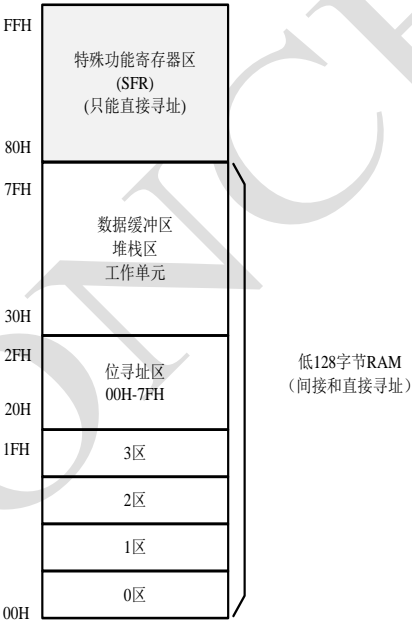 FFH
特殊功能寄存器区
(SFR)
(只能直接寻址)
80H
7FH
数据缓冲区
堆栈区
工作单元
30H
2FH
位寻址区
00H-7FH
20H
低128字节RAM
（间接和直接寻址）
1FH
3区
2区
1区
0区
00H